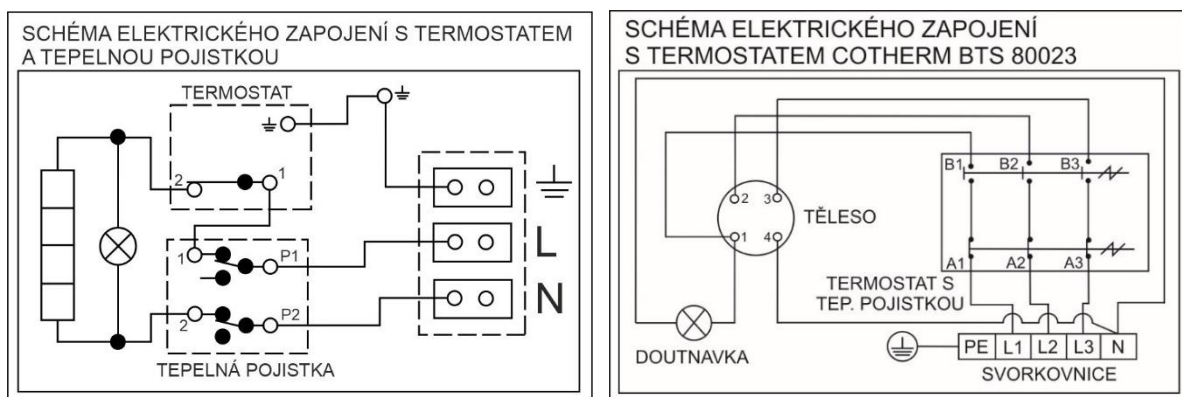 SCHÉMA ELEKTRICKÉHO ZAPOJENÍ S TERMOSTATEM
A TEPELNOU POJISTKOU
TERMOSTAT
2 1
1 P1
L
N
2 P2
TEPELNÁ POJISTKA
SCHÉMA ELEKTRICKÉHO ZAPOJENÍ
S TERMOSTATEM COTHERM BTS 80023
B1 B2 B3
2 3
TĚLESO
1 4
A1 A2 A3
TERMOSTAT S
TEP. POJISTKOU
DOUTNAVKA
PE L1 L2 L3 N
SVORKOVNICE